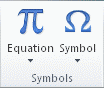 π Ω
Equation Symbol
Symbols